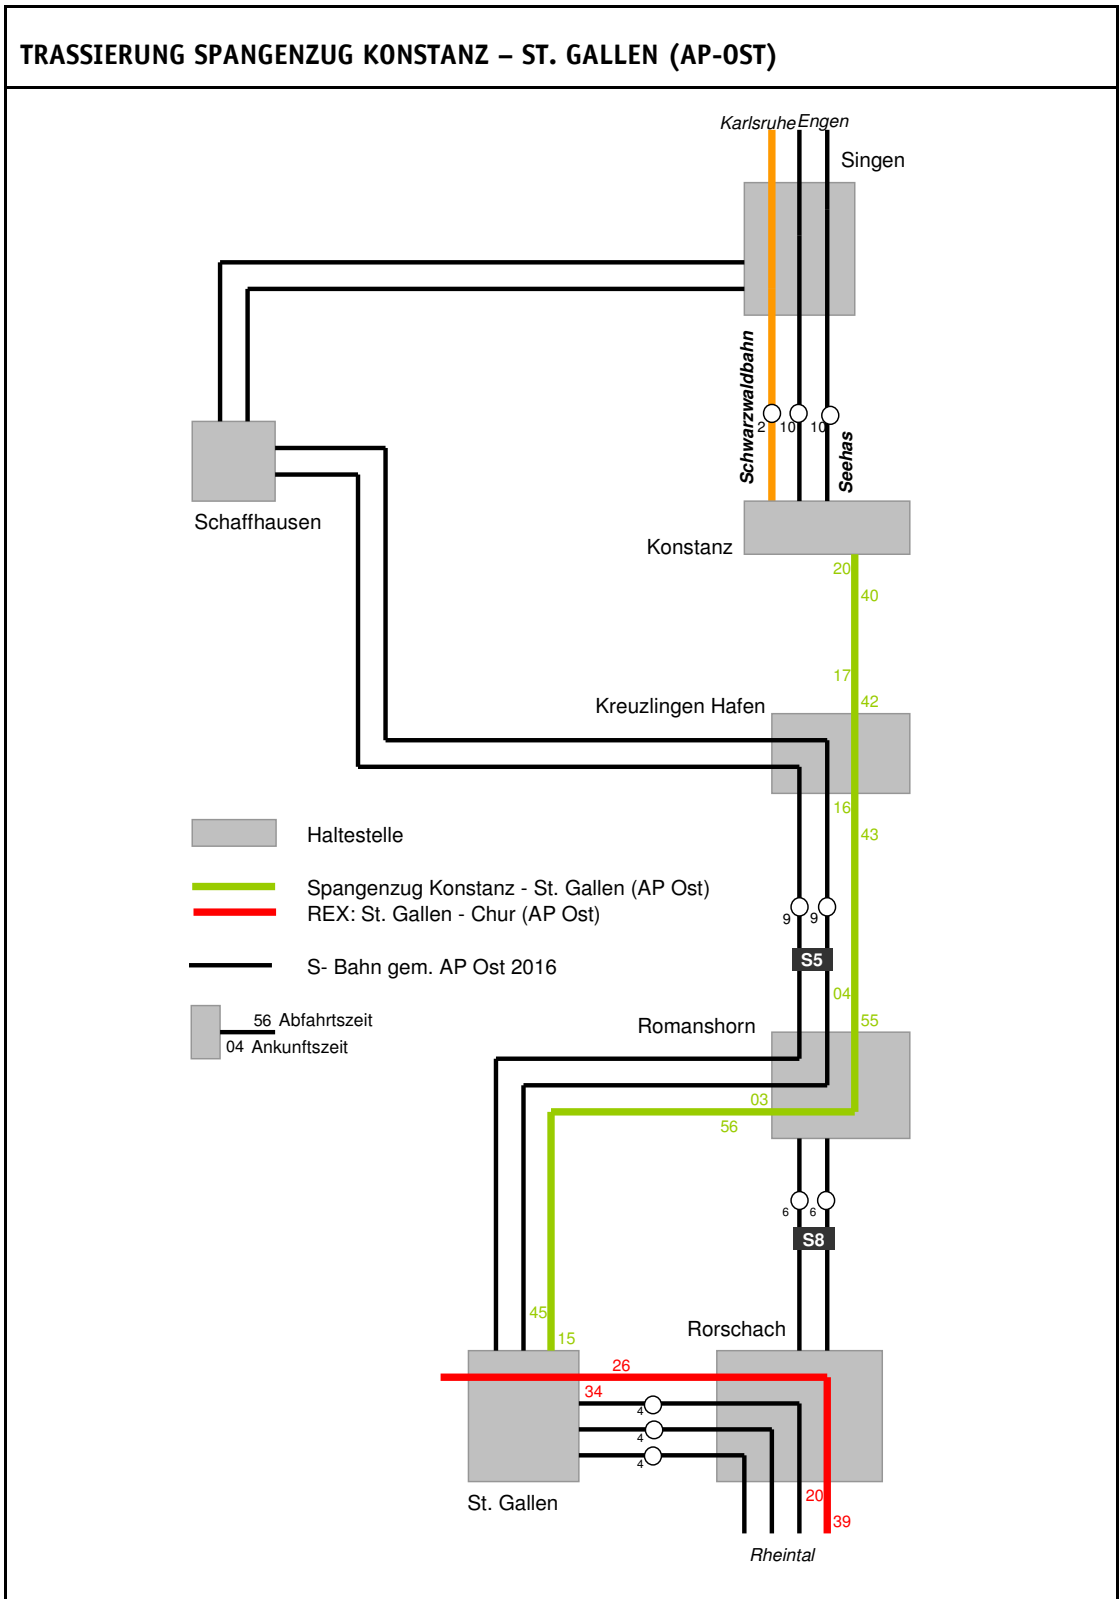 TRASSIERUNG SPANGENZUG KONSTANZ – ST. GALLEN (AP-OST)
Karlsruhe Engen
Singen
Schwarzwaldbahn
2 10 10
Seehas
Schaffhausen
Konstanz
20
40
17
42
Kreuzlingen Hafen
16
43
Haltestelle
Spangenzug Konstanz - St. Gallen (AP Ost)
REX: St. Gallen - Chur (AP Ost)
9 9
S5
S- Bahn gem. AP Ost 2016
04
55
56 Abfahrtszeit
04 Ankunftszeit
Romanshorn
03
56
6 6
S8
45
15
Rorschach
26
34
4
4
4
St. Gallen
20
39
Rheintal